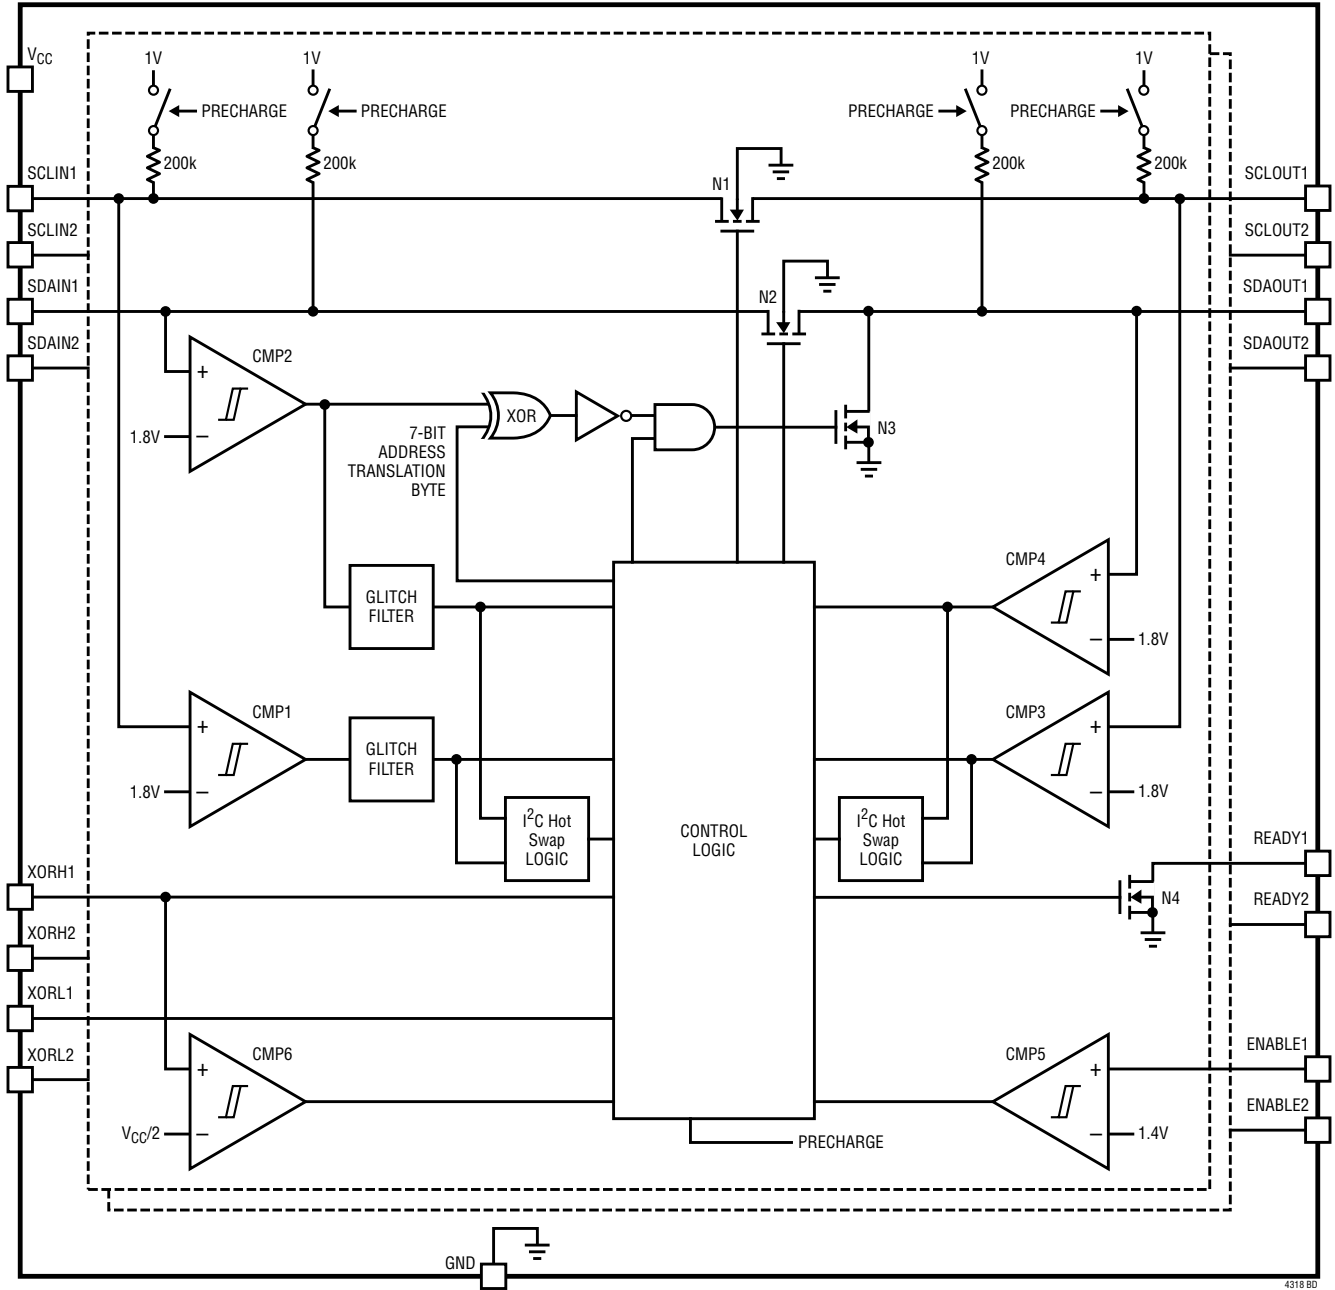 VCC
1V
1V
1V
1V
PRECHARGE
PRECHARGE
PRECHARGE
PRECHARGE
200k
200k
200k
200k
SCLIN1
N1
SCLOUT1
SCLIN2
SCLOUT2
SDAIN1
N2
SDAOUT1
SDAIN2
SDAOUT2
CMP2
+
1.8V
–
XOR
7-BIT
ADDRESS
TRANSLATION
BYTE
N3
GLITCH
FILTER
CMP4
+
–
1.8V
CMP1
+
1.8V
–
GLITCH
FILTER
CMP3
+
–
1.8V
I2C Hot
Swap
LOGIC
CONTROL
LOGIC
I2C Hot
Swap
LOGIC
READY1
XORH1
N4
READY2
XORH2
XORL1
XORL2
CMP6
+
VCC/2
–
CMP5
+
–
1.4V
ENABLE1
ENABLE2
PRECHARGE
GND
4318 BD